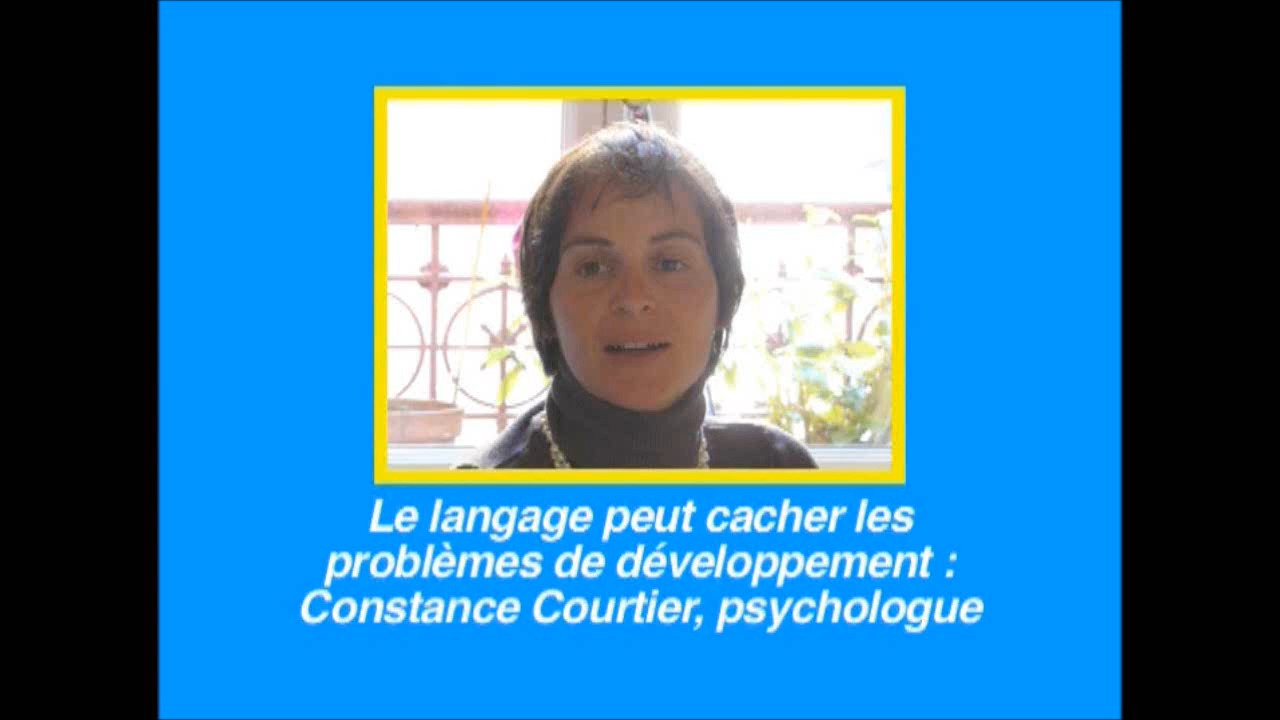 Le langage peut cacher les
problèmes de développement :
Constance Courtier, psychologue